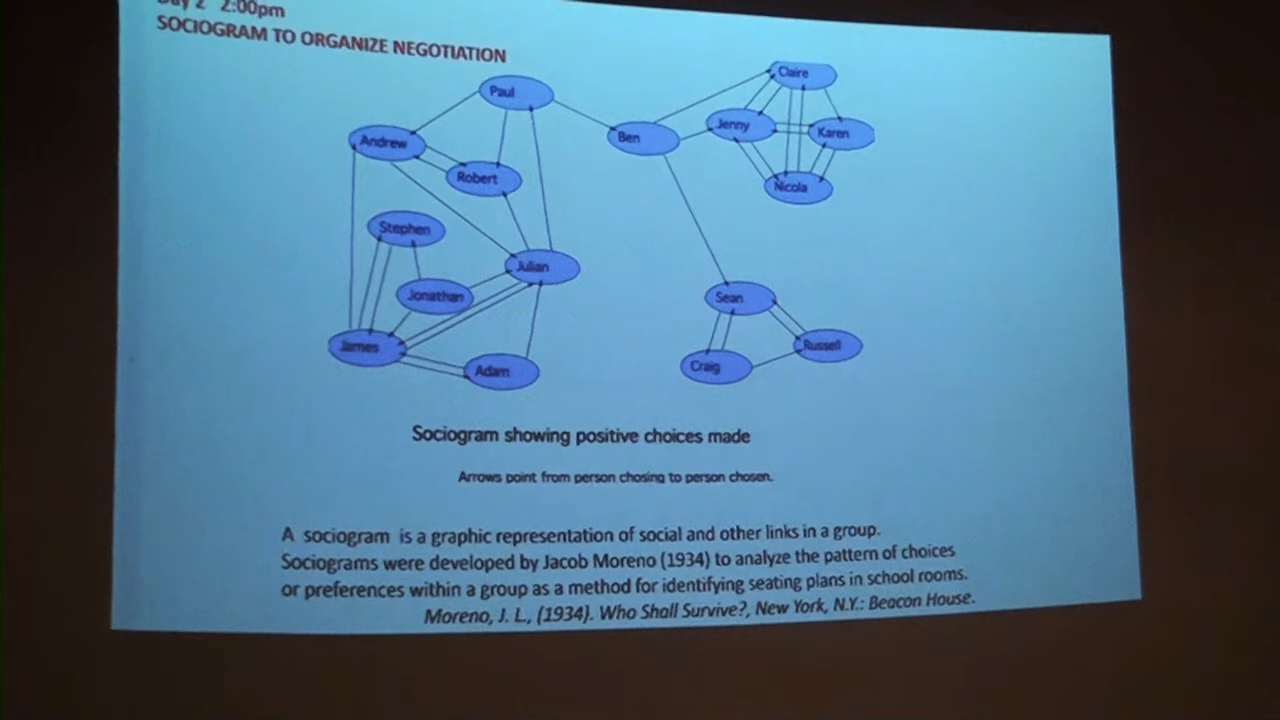 Day 2 2:00pm
SOCIOGRAM TO ORGANIZE NEGOTIATION
Paul
Claire
Andrew
Ben
Jenny
Karen
Robert
Nicola
Stephen
Julian
Jonathan
Sean
James
Russell
Adam
Craig
Sociogram showing positive choices made
Arrows point from person chosing to person chosen.
A sociogram is a graphic representation of social and other links in a group.
Sociograms were developed by Jacob Moreno (1934) to analyze the pattern of choices
or preferences within a group as a method for identifying seating plans in school rooms.
Moreno, J. L., (1934). Who Shall Survive?, New York, N.Y.: Beacon House.